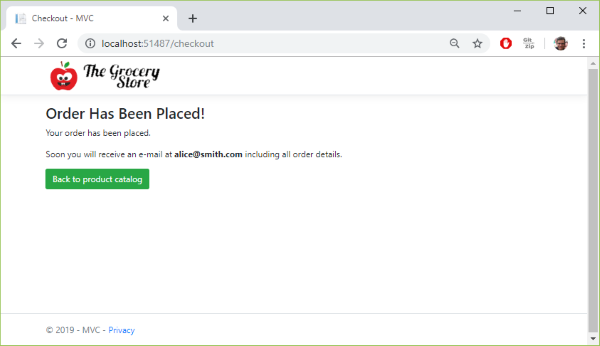 Checkout - MVC
localhost:51487/checkout
Git
Zip
The Grocery
Store
Order Has Been Placed!
Your order has been placed.
Soon you will receive an e-mail at alice@smith.com including all order details.
Back to product catalog
© 2019 - MVC - Privacy